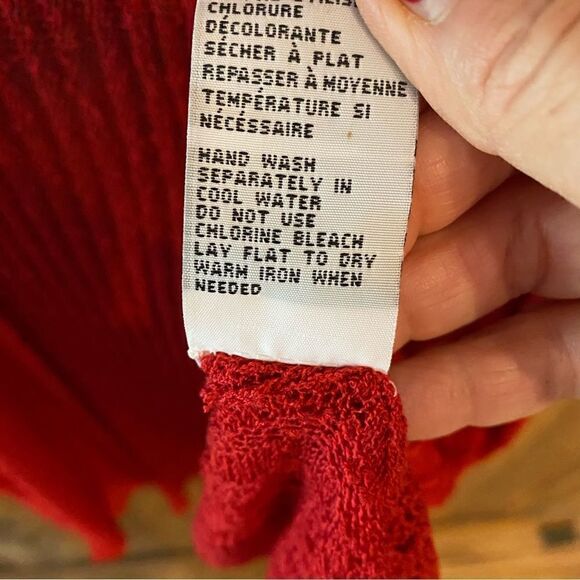 CHLORURE
DÉCOLORANTE
SÉCHER À PLAT
REPASSER À MOYENNE
TEMPÉRATURE SI
NÉCÉSSAIRE
HAND WASH
SEPARATELY IN
COOL WATER
DO NOT USE
CHLORINE BLEACH
LAY FLAT TO DRY
WARM IRON WHEN
NEEDED